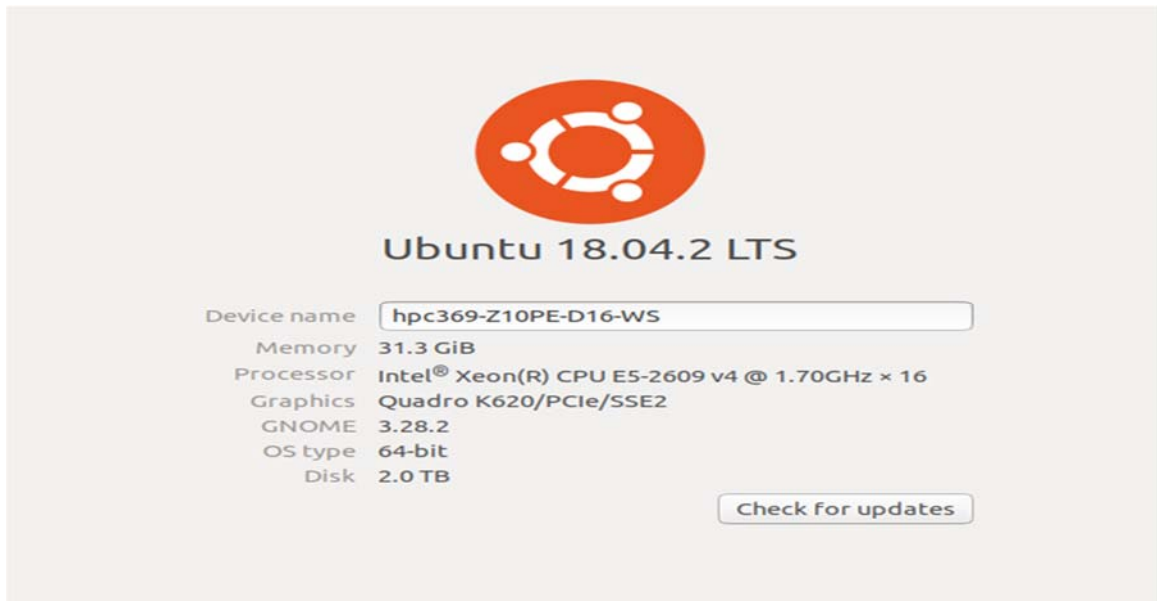 Ubuntu 18.04.2 LTS
Device name hpc369-Z10PE-D16-WS
Memory 31.3 GiB
Processor Intel® Xeon(R) CPU E5-2609 v4 @ 1.70GHz × 16
Graphics Quadro K620/PCIe/SSE2
GNOME 3.28.2
OS type 64-bit
Disk 2.0 TB
Check for updates